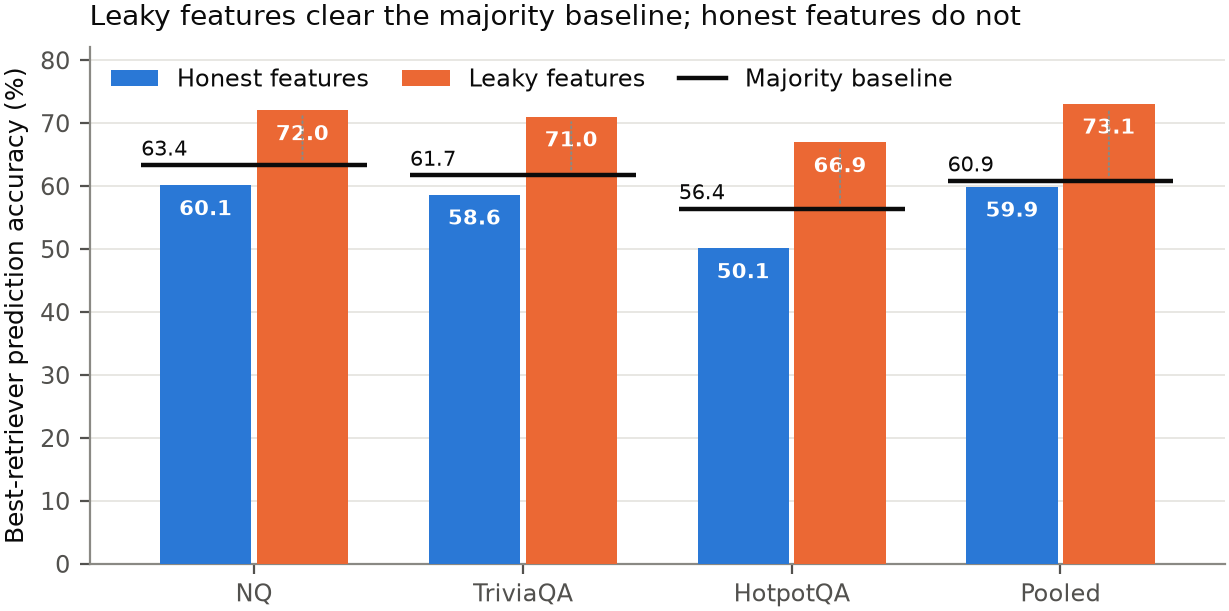 Leaky features clear the majority baseline; honest features do not
Honest features
Leaky features
Majority baseline
Best-retriever prediction accuracy (%)
80
70
60
50
40
30
20
10
0
63.4
60.1
72.0
61.7
58.6
71.0
56.4
50.1
66.9
60.9
59.9
73.1
NQ
TriviaQA
HotpotQA
Pooled